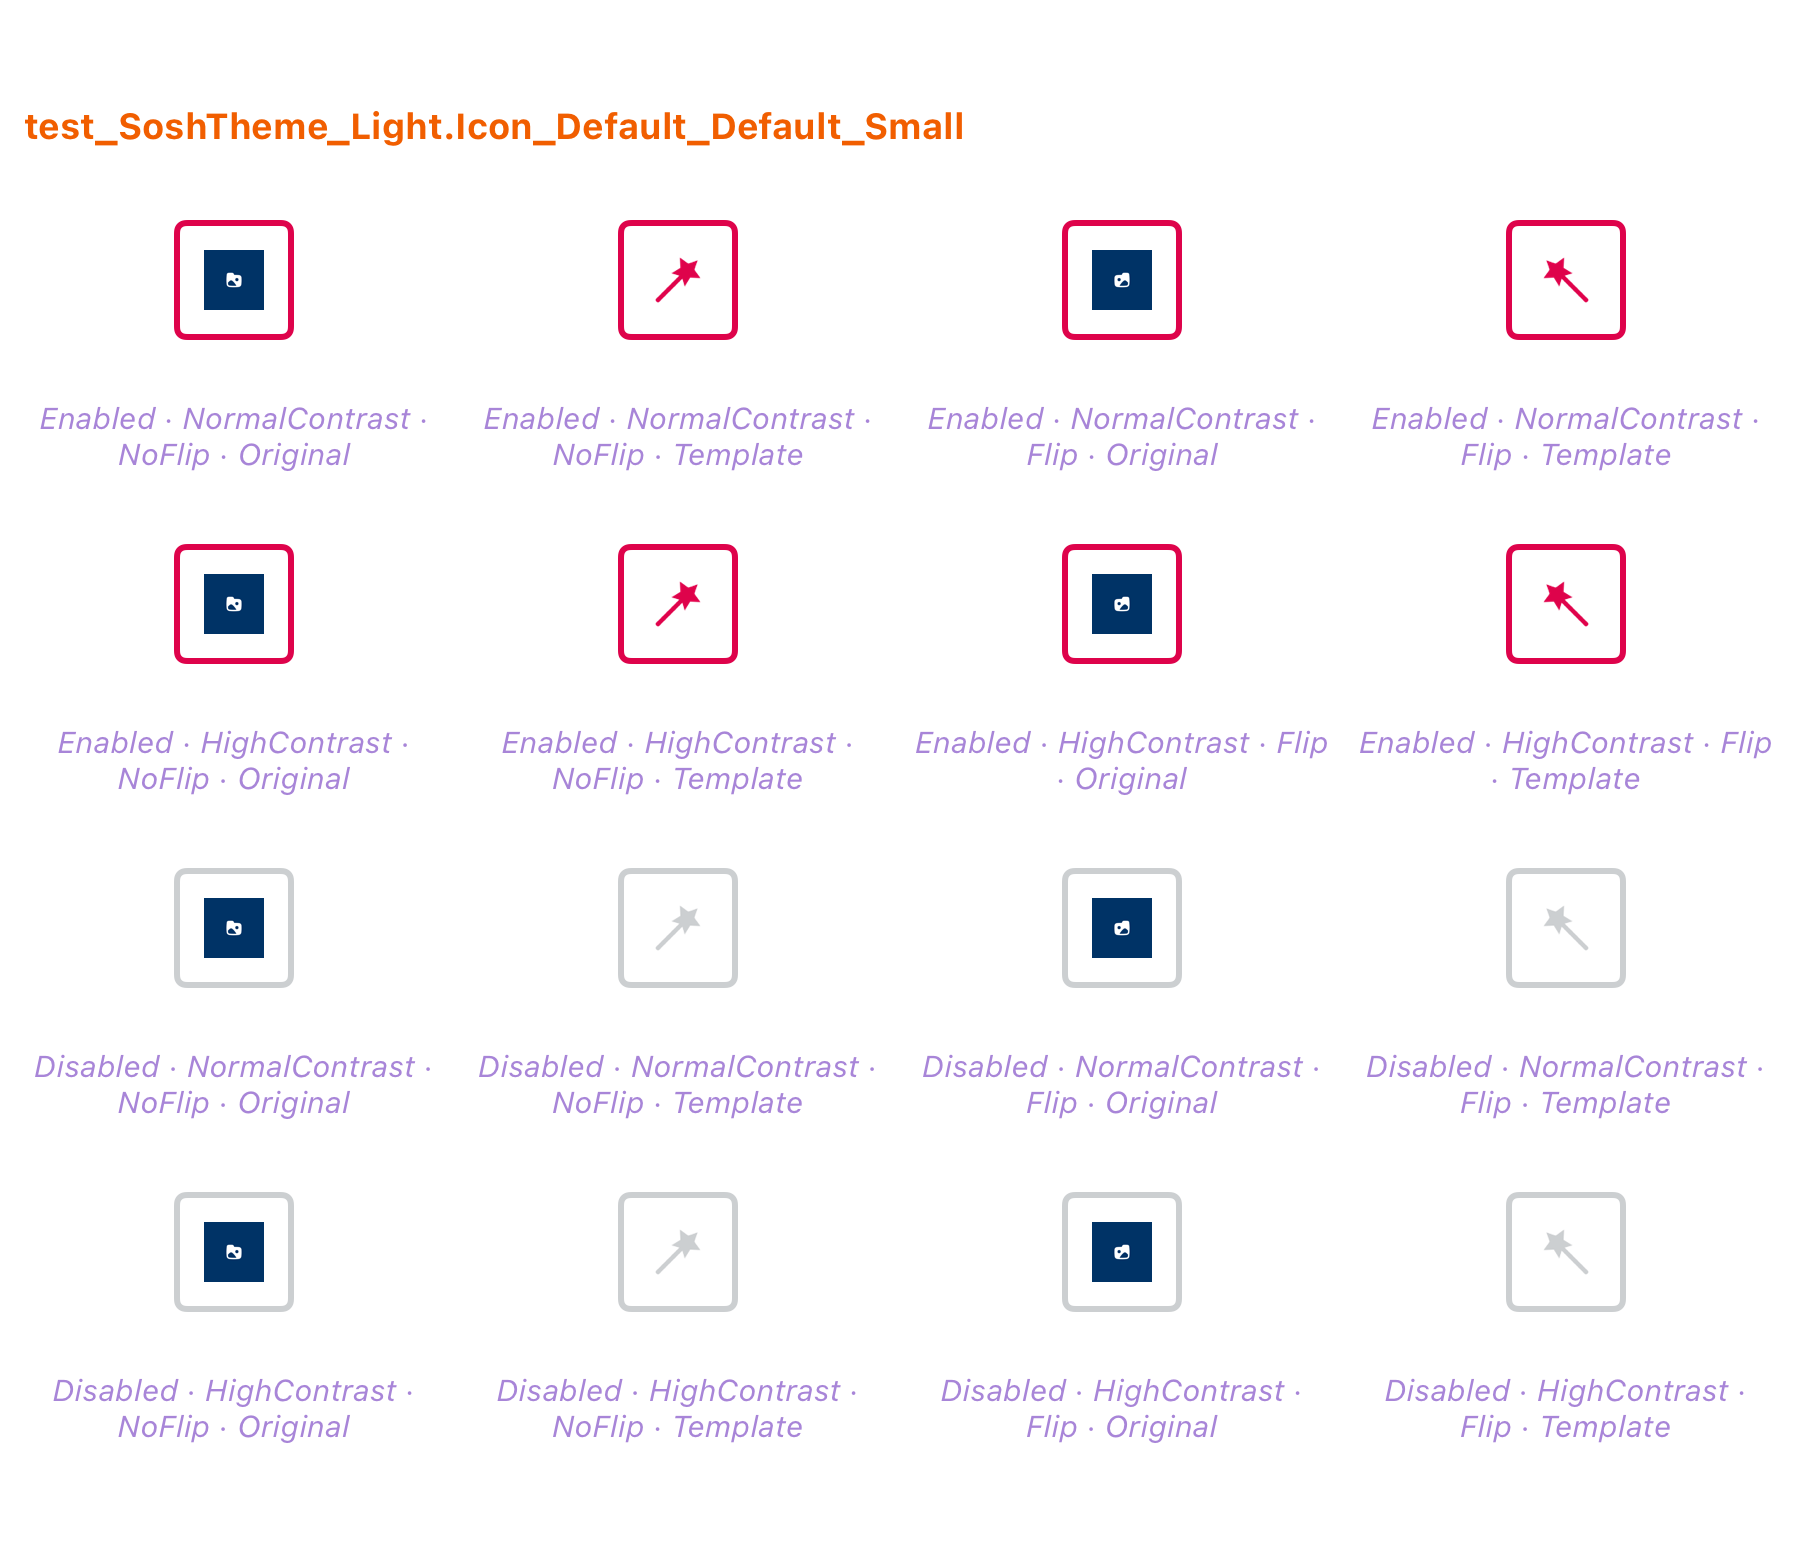 test_SoshTheme_Light.Icon_Default_Default_Small
Enabled · NormalContrast ·
NoFlip · Original
Enabled · NormalContrast ·
NoFlip · Template
Enabled · NormalContrast ·
Flip · Original
Enabled · NormalContrast ·
Flip · Template
Enabled · HighContrast ·
NoFlip · Original
Enabled · HighContrast ·
NoFlip · Template
Enabled · HighContrast · Flip
· Original
Enabled · HighContrast · Flip
· Template
Disabled · NormalContrast ·
NoFlip · Original
Disabled · NormalContrast ·
NoFlip · Template
Disabled · NormalContrast ·
Flip · Original
Disabled · NormalContrast ·
Flip · Template
Disabled · HighContrast ·
NoFlip · Original
Disabled · HighContrast ·
NoFlip · Template
Disabled · HighContrast ·
Flip · Original
Disabled · HighContrast ·
Flip · Template